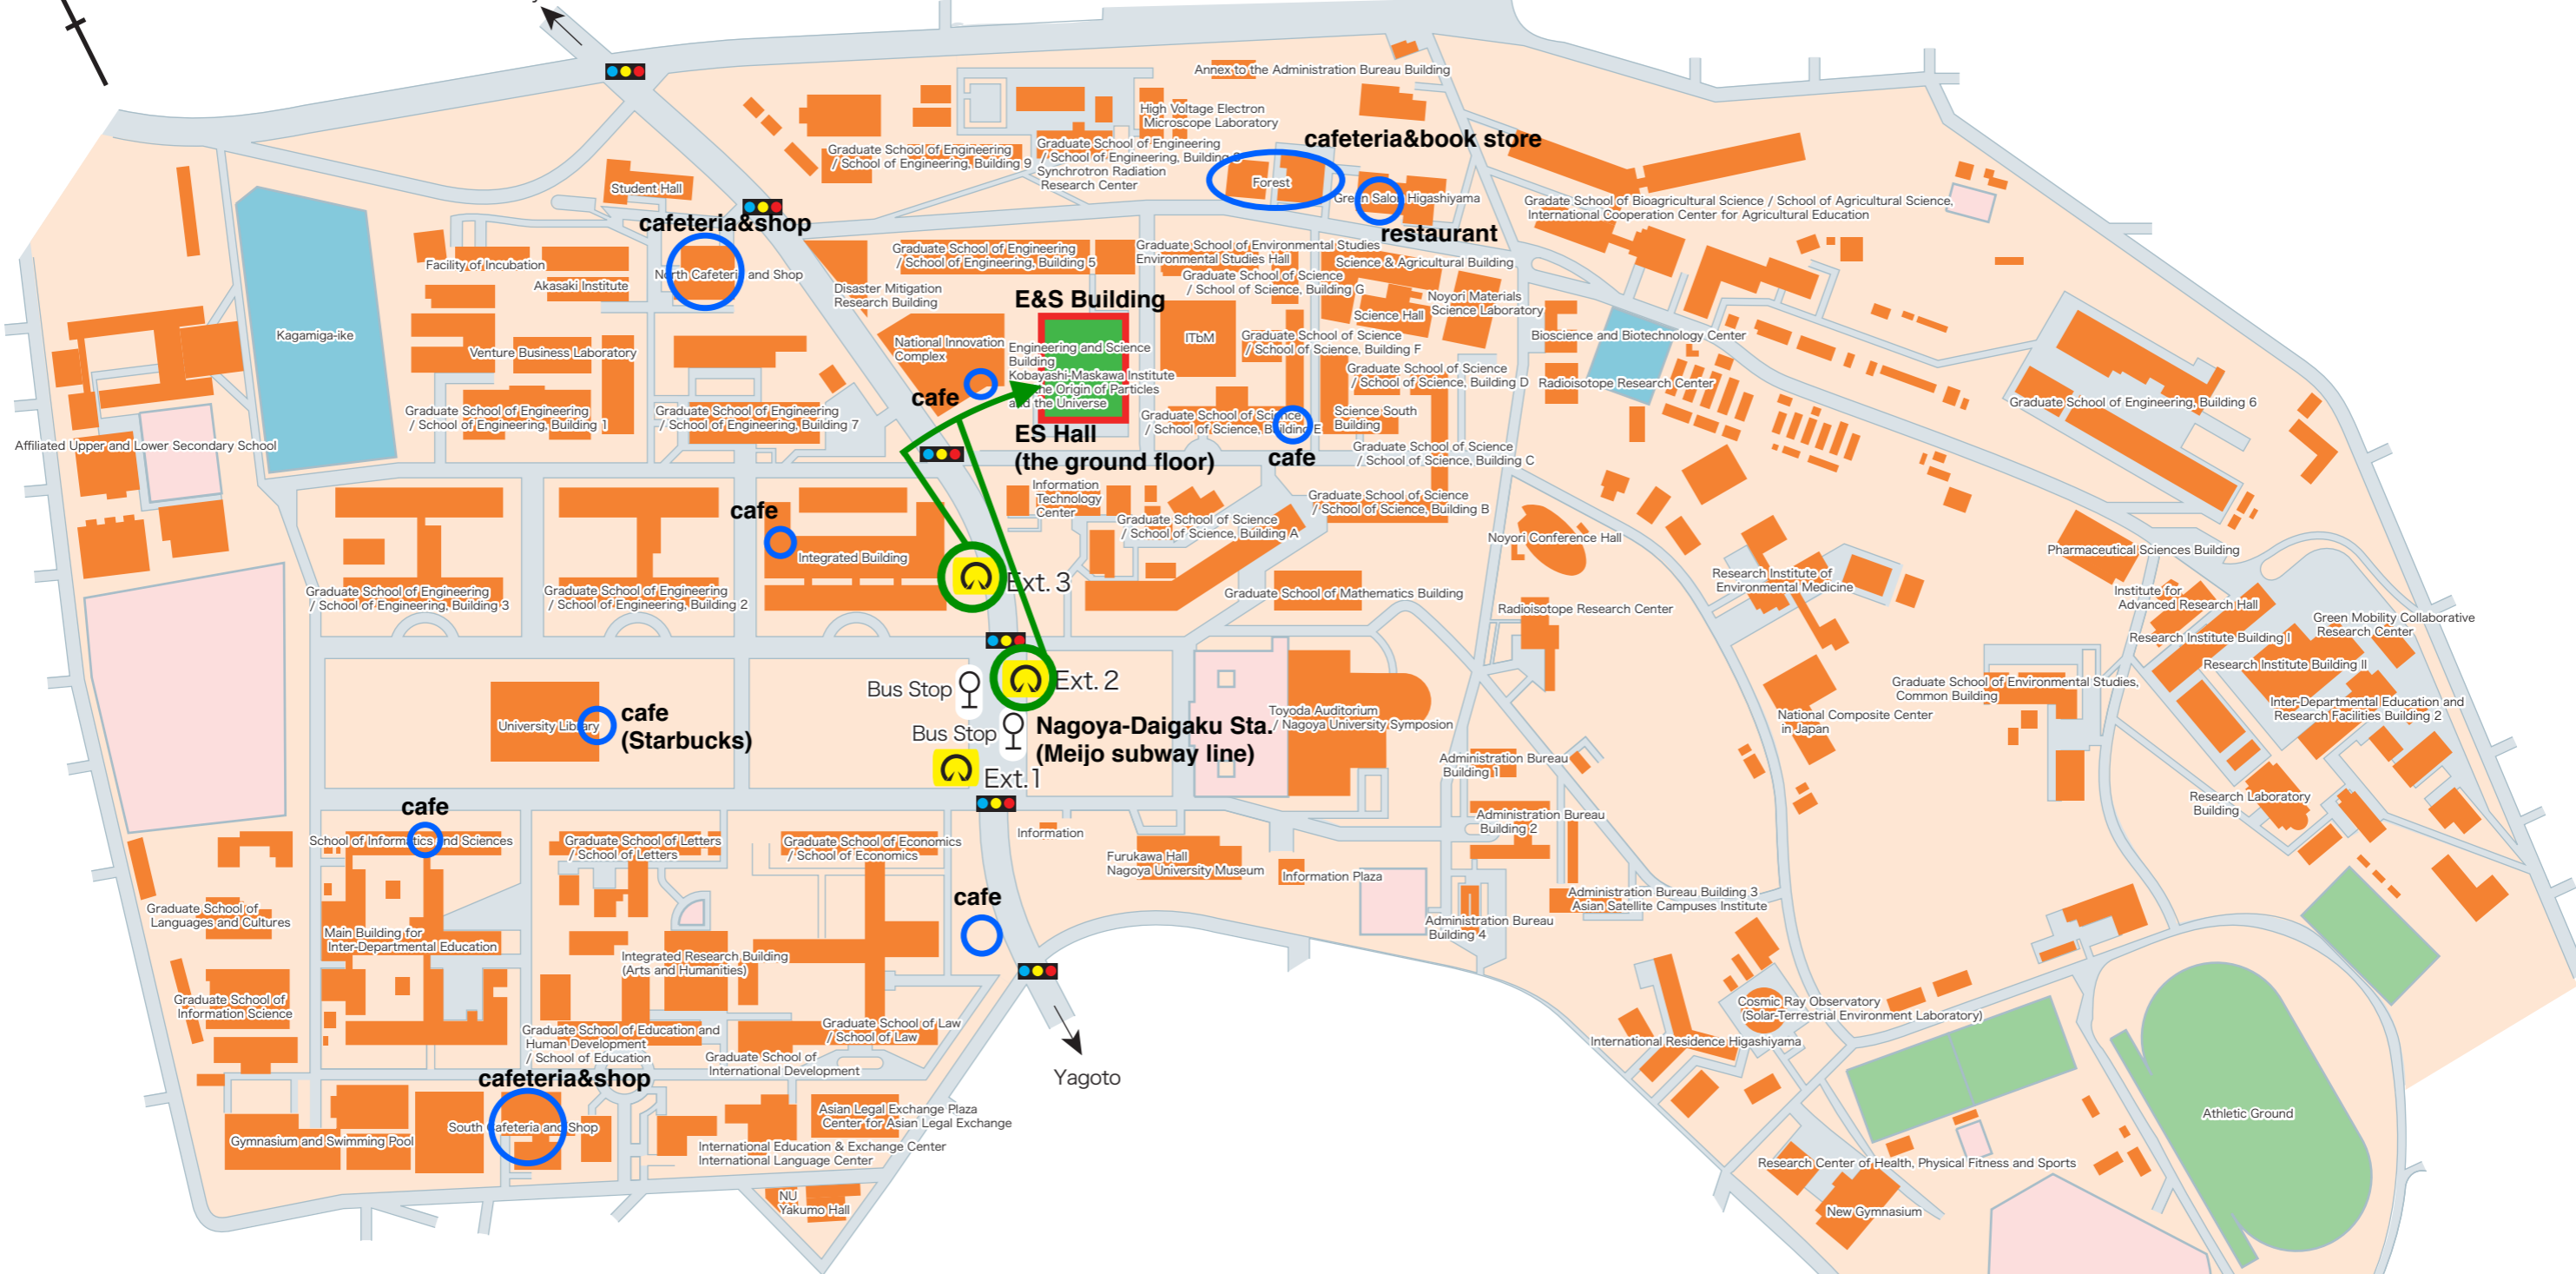 Annex to the Administration Bureau Building
High Voltage Electron
Microscope Laboratory
cafeteria&book store
Graduate School of Engineering
/ School of Engineering, Building 9
Graduate School of Engineering
/ School of Engineering, Building
Synchrotron Radiation
Research Center
Forest
Green Salon Higashiyama
restaurant
Student Hall
cafeteria&shop
North Cafeteria and Shop
Gradate School of Bioagricultural Science / School of Agricultural Science,
International Cooperation Center for Agricultural Education
Facility of Incubation
Akasaki Institute
Disaster Mitigation
Research Building
Graduate School of Engineering
/ School of Engineering, Building 5
Graduate School of Environmental Studies
Environmental Studies Hall
Graduate School of Science
/ School of Science, Building G
Science & Agricultural Building
Noyori Materials
Science Laboratory
Science Hall
E&S Building
Kagamiga-ike
Venture Business Laboratory
National Innovation
Complex
Engineering and Science
Building
Kobayashi-Maskawa Institute
the Origin of Particles
and the Universe
ITbM
Graduate School of Science
/ School of Science, Building F
Bioscience and Biotechnology Center
Graduate School of Science
/ School of Science, Building D
Radioisotope Research Center
cafe
Graduate School of Engineering, Building 6
Graduate School of Engineering
/ School of Engineering, Building 1
Graduate School of Engineering
/ School of Engineering, Building 7
Graduate School of Science
/ School of Science, Building E
Science South
Building
Affiliated Upper and Lower Secondary School
ES Hall
(the ground floor)
cafe
Graduate School of Science
/ School of Science, Building C
Information
Technology
Center
Graduate School of Science
/ School of Science, Building B
cafe
Graduate School of Science
/ School of Science, Building A
Noyori Conference Hall
Integrated Building
Pharmaceutical Sciences Building
Ext. 3
Research Institute of
Environmental Medicine
Graduate School of Engineering
/ School of Engineering, Building 3
Graduate School of Engineering
/ School of Engineering, Building 2
Graduate School of Mathematics Building
Radioisotope Research Center
Institute for
Advanced Research Hall
Green Mobility Collaborative
Research Center
Research Institute Building I
Research Institute Building II
Bus Stop
Ext. 2
Graduate School of Environmental Studies,
Common Building
Inter-Departmental Education and
Research Facilities Building 2
University Library
cafe
(Starbucks)
Bus Stop
Nagoya-Daigaku Sta.
(Meijo subway line)
Toyoda Auditorium
/ Nagoya University Symposion
National Composite Center
in Japan
Ext.1
Administration Bureau
Building 1
Research Laboratory
Building
cafe
School of Informatics and Sciences
Graduate School of Letters
/ School of Letters
Graduate School of Economics
/ School of Economics
Information
Administration Bureau
Building 2
Furukawa Hall
Nagoya University Museum
Information Plaza
Administration Bureau Building 3
Asian Satellite Campuses Institute
cafe
Graduate School of
Languages and Cultures
Main Building for
Inter-Departmental Education
Administration Bureau
Building 4
Integrated Research Building
(Arts and Humanities)
Graduate School of
Information Science
Cosmic Ray Observatory
(Solar-Terrestrial Environment Laboratory)
Graduate School of Education and
Human Development
/ School of Education
Graduate School of Law
/ School of Law
International Residence Higashiyama
Graduate School of
International Development
Yagoto
cafeteria&shop
Asian Legal Exchange Plaza
Center for Asian Legal Exchange
Athletic Ground
South Cafeteria and Shop
Gymnasium and Swimming Pool
International Education & Exchange Center
International Language Center
Research Center of Health, Physical Fitness and Sports
NU
Yakumo Hall
New Gymnasium